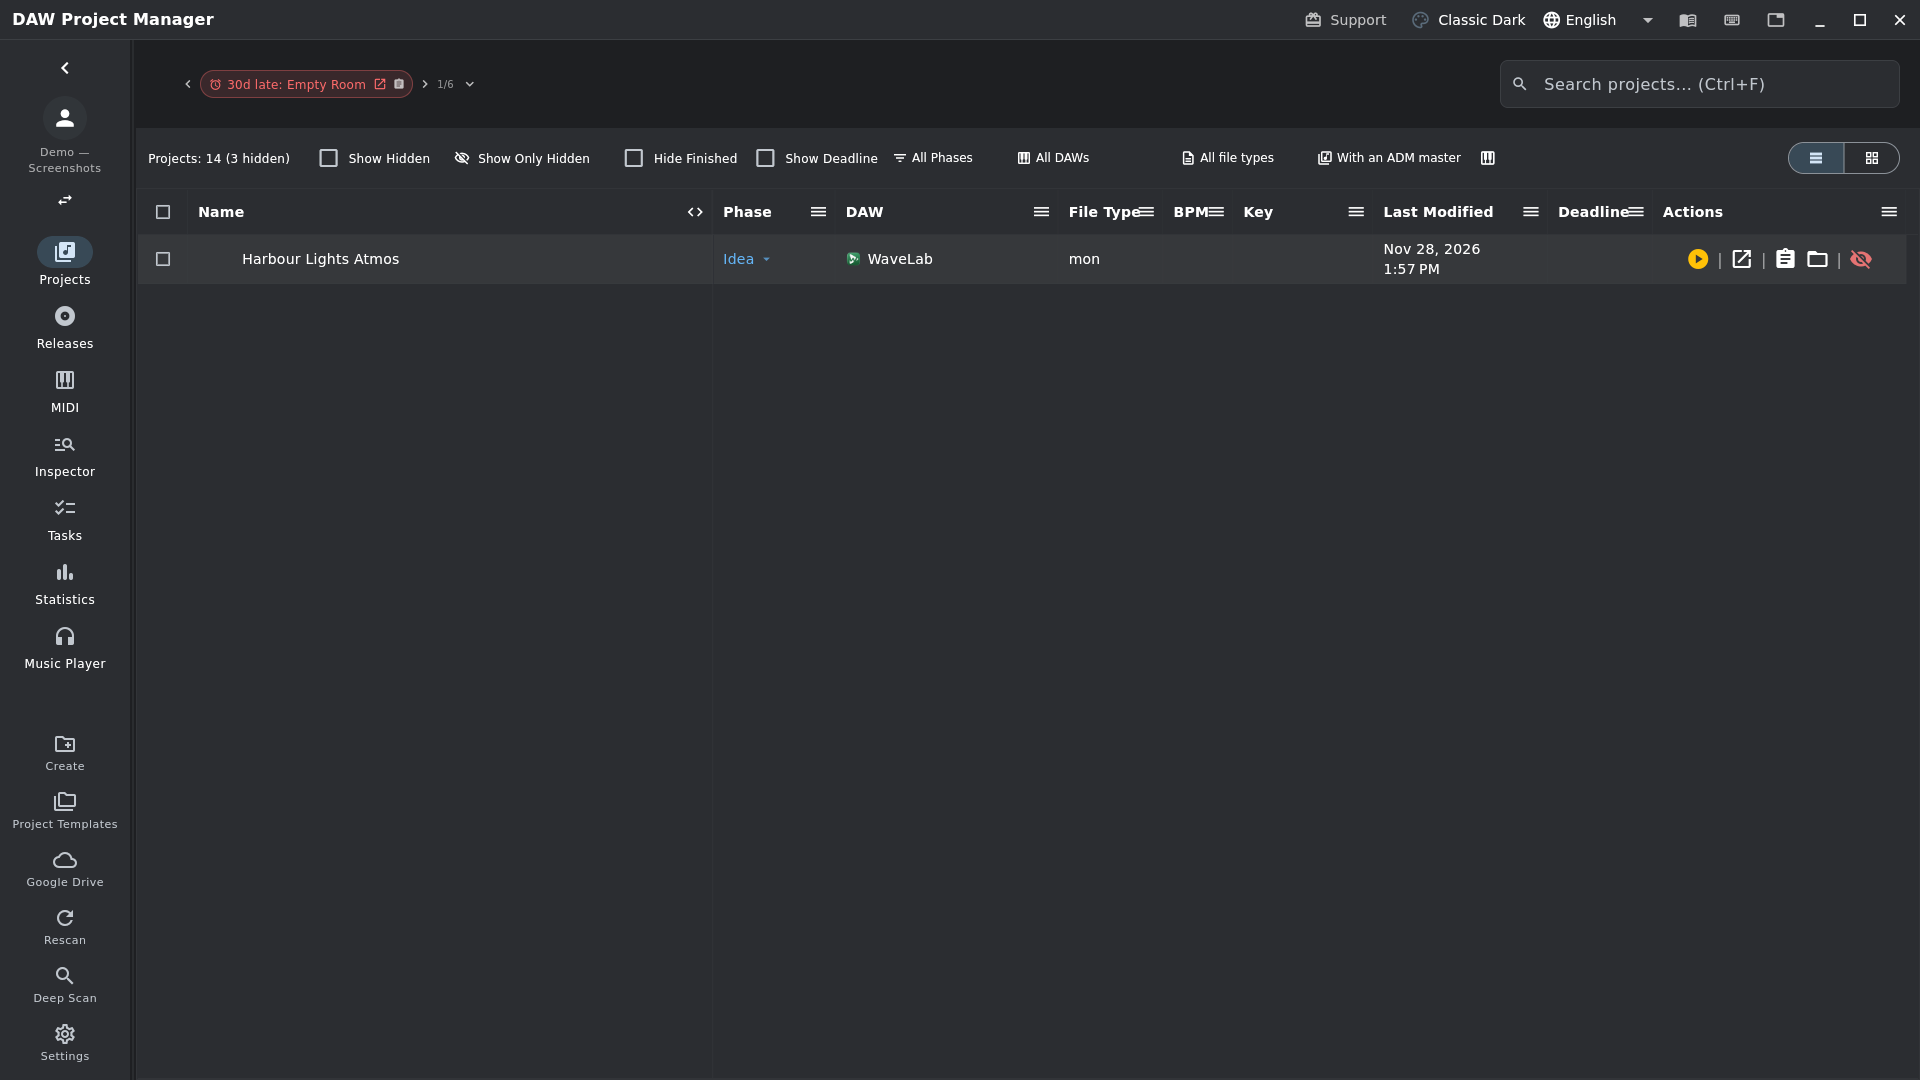 DAW Project Manager
Support
Classic Dark
English
30d late: Empty Room
1/6
Search projects... (Ctrl+F)
Demo —
Screenshots
Projects
Releases
MIDI
Inspector
Tasks
Statistics
Music Player
Create
Project Templates
Google Drive
Rescan
Deep Scan
Settings
Projects: 14 (3 hidden)
Show Hidden
Show Only Hidden
Hide Finished
Show Deadline
All Phases
All DAWs
All file types
With an ADM master
Name
Phase
DAW
File Type
BPM
Key
Last Modified
Deadline
Actions
Harbour Lights Atmos
Idea
WaveLab
mon
Nov 28, 2026
1:57 PM